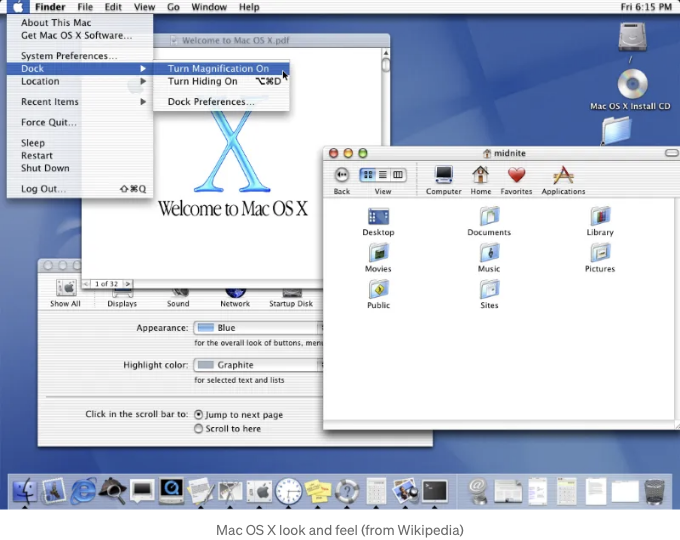 Finder File Edit View Go Window Help
Fri 6:15 PM
About This Mac
Get Mac OS X Software...
System Preferences...
Dock
Location
Recent Items
Force Quit...
Sleep
Restart
Shut Down
Log Out... ⇧⌘Q
Turn Magnification On
Turn Hiding On ⌥⌘D
Dock Preferences...
Welcome to Mac OS X.pdf
Welcome to Mac OS X
1 of 32
/
Mac OS X Install CD
midnite
Back View Computer Home Favorites Applications
Desktop Documents Library
Movies Music Pictures
Public Sites
Show All Displays Sound Network Startup Disk
Appearance: Blue
for the overall look of buttons, men
Highlight color: Graphite
for selected text and lists
Click in the scroll bar to: Jump to next page
Scroll to here
Mac OS X look and feel (from Wikipedia)